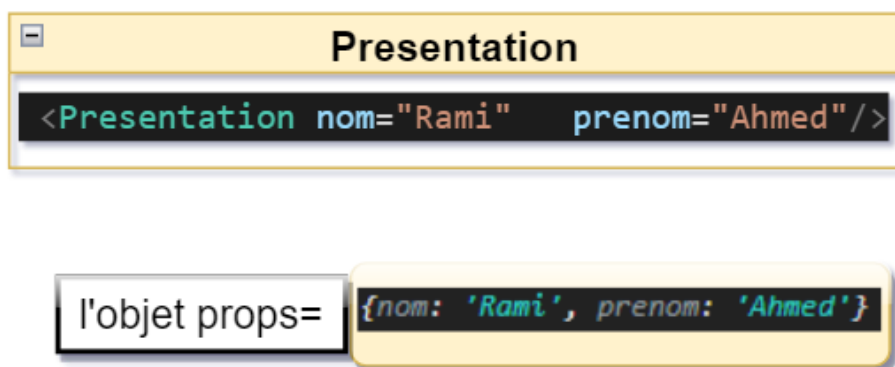 Presentation
<Presentation nom="Rami" prenom="Ahmed"/>
l'objet props= {nom: 'Rami', prenom: 'Ahmed'}